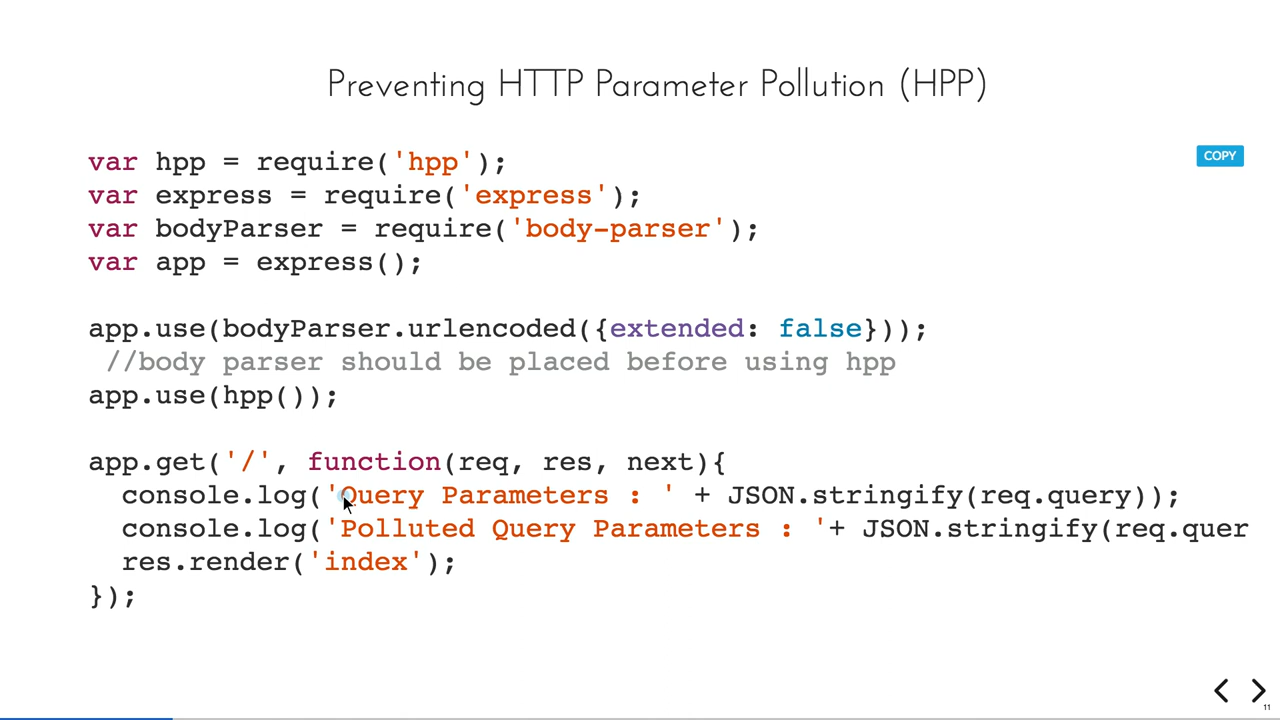 Preventing HTTP Parameter Pollution (HPP)
COPY
var hpp = require('hpp');
var express = require('express');
var bodyParser = require('body-parser');
var app = express();
app.use(bodyParser.urlencoded({extended: false}));
//body parser should be placed before using hpp
app.use(hpp());
app.get('/', function(req, res, next){
console.log('Query Parameters : ' + JSON.stringify(req.query));
console.log('Polluted Query Parameters : '+ JSON.stringify(req.quer
res.render('index');
});
11